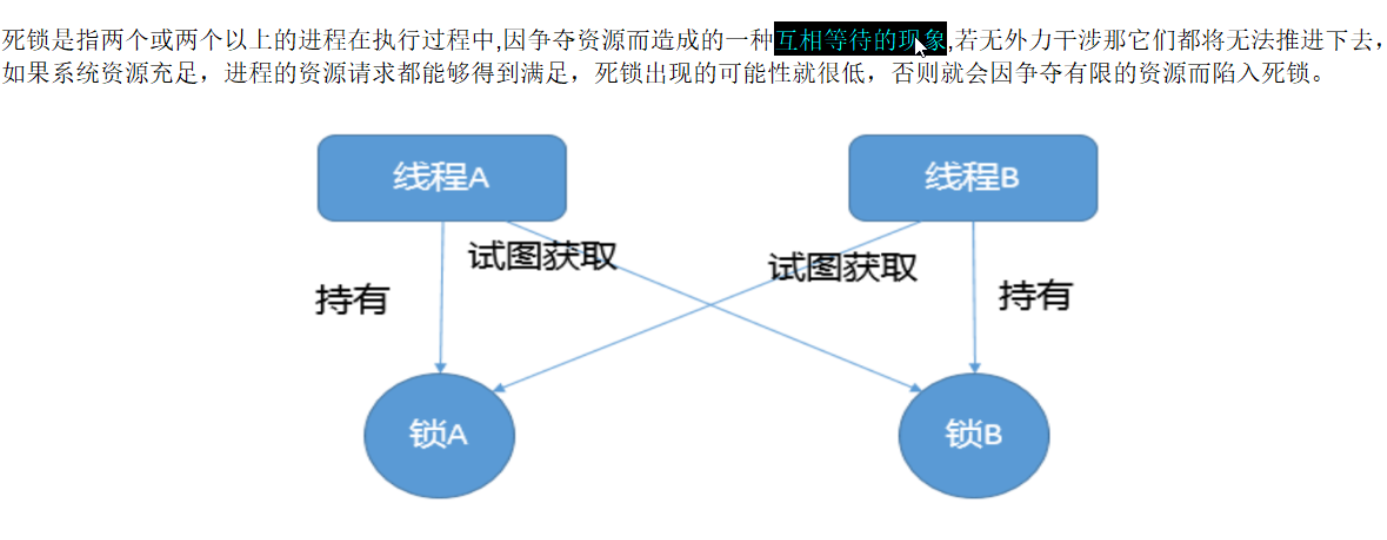 死锁是指两个或两个以上的进程在执行过程中,因争夺资源而造成的一种互相等待的现象,若无外力干涉那它们都将无法推进下去，
如果系统资源充足，进程的资源请求都能够得到满足，死锁出现的可能性就很低，否则就会因争夺有限的资源而陷入死锁。
线程A
线程B
试图获取
试图获取
持有
持有
锁A
锁B